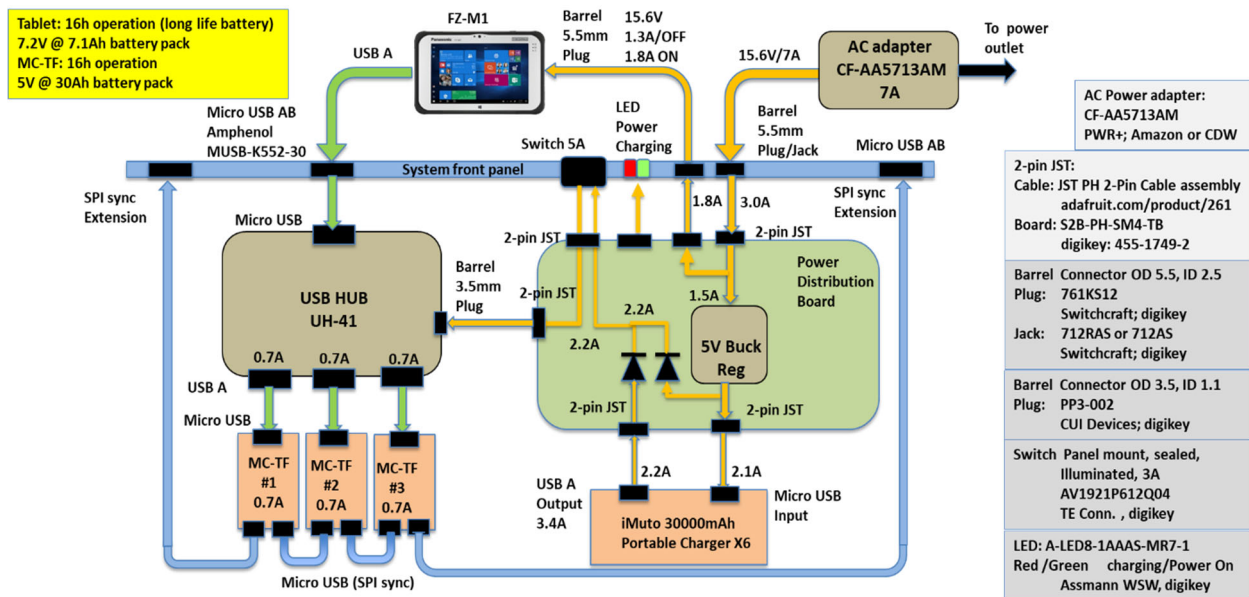 Tablet: 16h operation (long life battery)
7.2V @ 7.1Ah battery pack
MC-TF: 16h operation
5V @ 30Ah battery pack
FZ-M1
USB A
Barrel
5.5mm
Plug
15.6V
1.3A/OFF
1.8A ON
15.6V/7A
AC adapter
CF-AA5713AM
7A
To power
outlet
Micro USB AB
Amphenol
MUSB-K552-30
Switch 5A
LED
Power
Charging
Barrel
5.5mm
Plug/Jack
Micro USB AB
System front panel
SPI sync
Extension
SPI sync
Extension
1.8A
3.0A
Micro USB
2-pin JST
2-pin JST
USB HUB
UH-41
Barrel
3.5mm
Plug
2-pin JST
Power
Distribution
Board
1.5A
2.2A
2.2A
5V Buck
Reg
0.7A
0.7A
0.7A
USB A
Micro USB
2-pin JST
2-pin JST
MC-TF
#1
0.7A
MC-TF
#2
0.7A
MC-TF
#3
0.7A
2.2A
2.1A
USB A
Output
3.4A
Micro USB
Input
iMuto 30000mAh
Portable Charger X6
Micro USB (SPI sync)
AC Power adapter:
CF-AA5713AM
PWR+; Amazon or CDW
2-pin JST:
Cable: JST PH 2-Pin Cable assembly
adafruit.com/product/261
Board: S2B-PH-SM4-TB
digikey: 455-1749-2
Barrel Connector OD 5.5, ID 2.5
Plug: 761KS12
Switchcraft; digikey
Jack: 712RAS or 712AS
Switchcraft; digikey
Barrel Connector OD 3.5, ID 1.1
Plug: PP3-002
CUI Devices; digikey
Switch Panel mount, sealed,
Illuminated, 3A
AV1921P612Q04
TE Conn. , digikey
LED: A-LED8-1AAAS-MR7-1
Red /Green charging/Power On
Assmann WSW, digikey